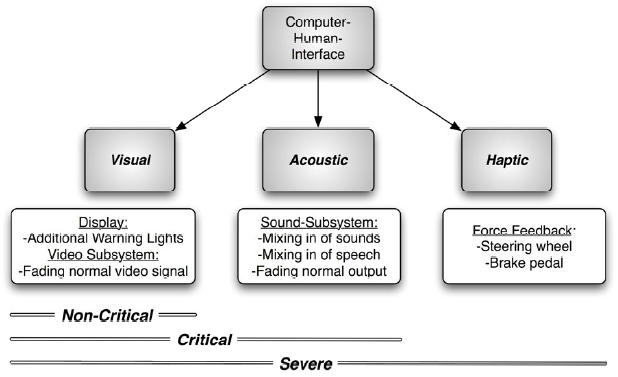 Computer-
Human-
Interface
Visual
Acoustic
Haptic
Display:
-Additional Warning Lights
Video Subsystem:
-Fading normal video signal
Sound-Subsystem:
-Mixing in of sounds
-Mixing in of speech
-Fading normal output
Force Feedback:
-Steering wheel
-Brake pedal
Non-Critical
Critical
Severe